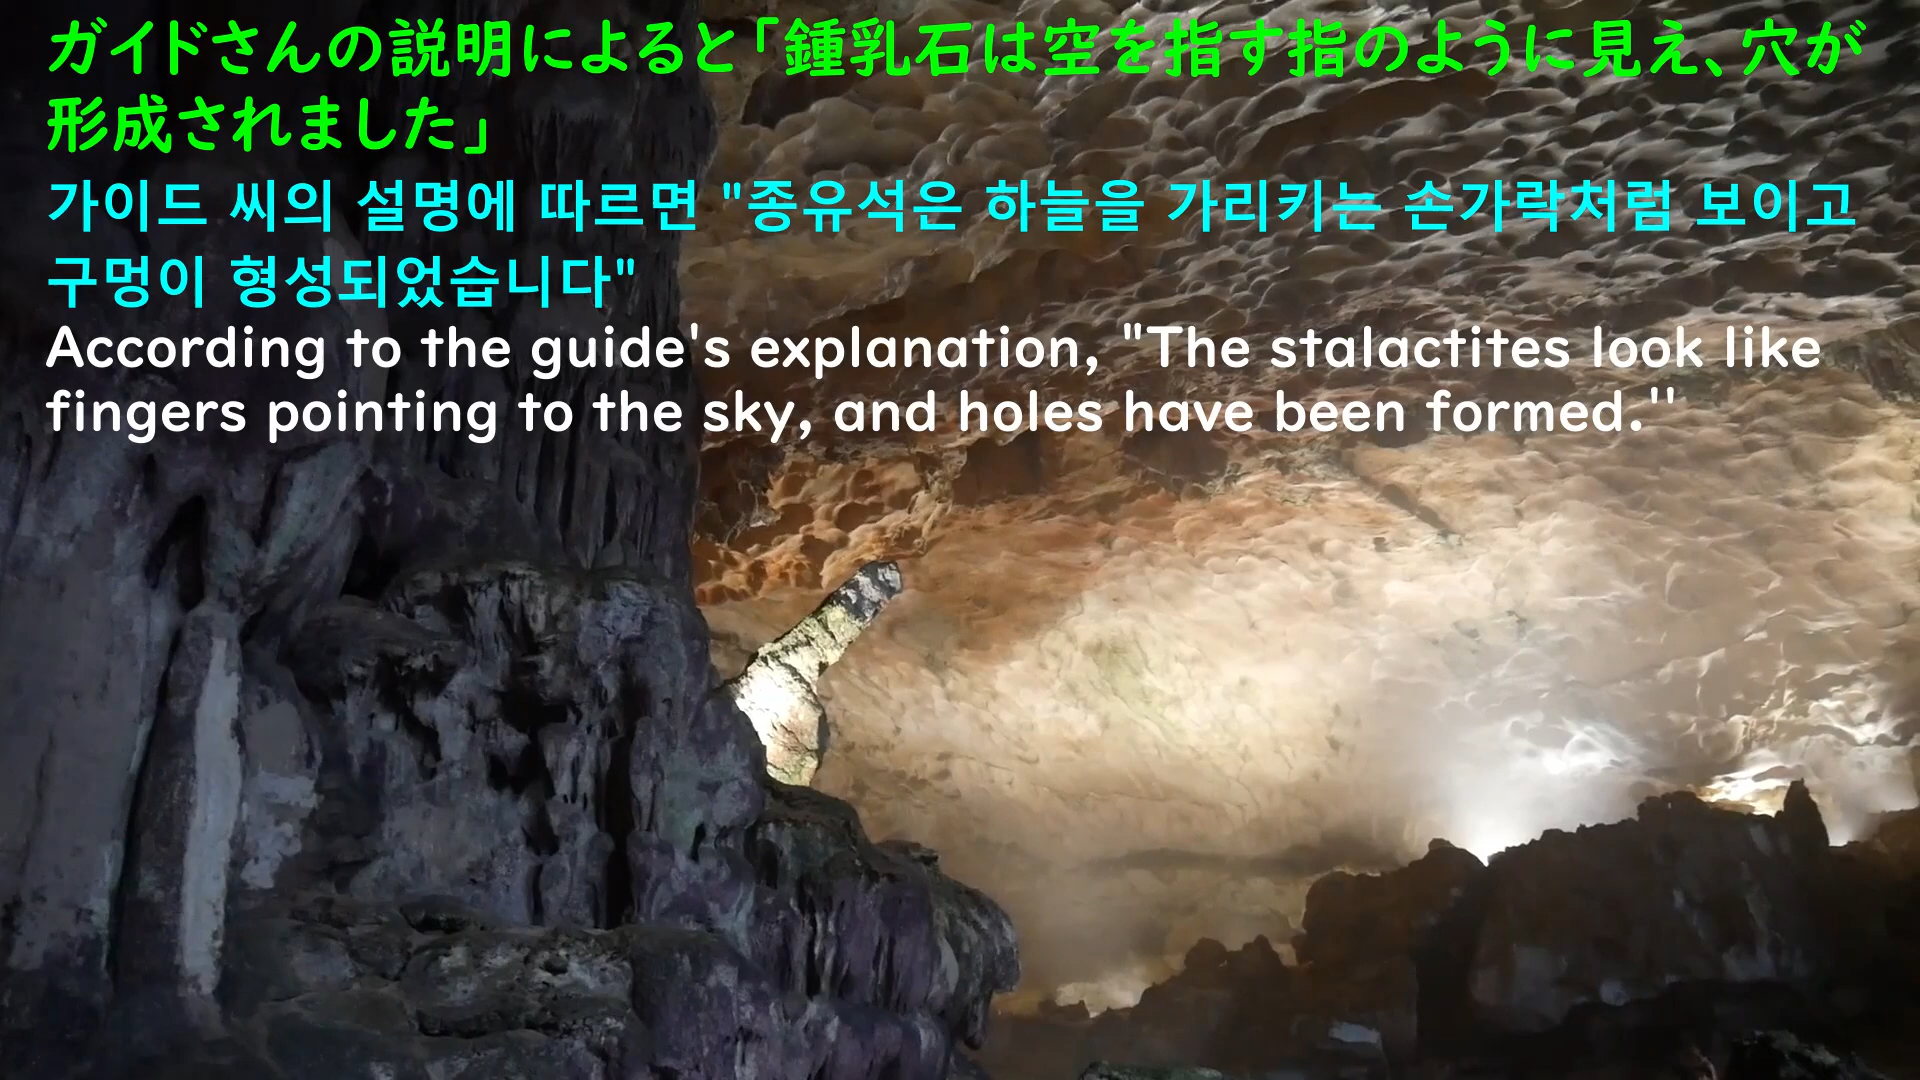 ガイドさんの説明によると「鍾乳石は空を指す指のように見え、穴が
形成されました」
가이드 씨의 설명에 따르면 "종유석은 하늘을 가리키는 손가락처럼 보이고
구멍이 형성되었습니다"
According to the guide's explanation, "The stalactites look like
fingers pointing to the sky, and holes have been formed.''